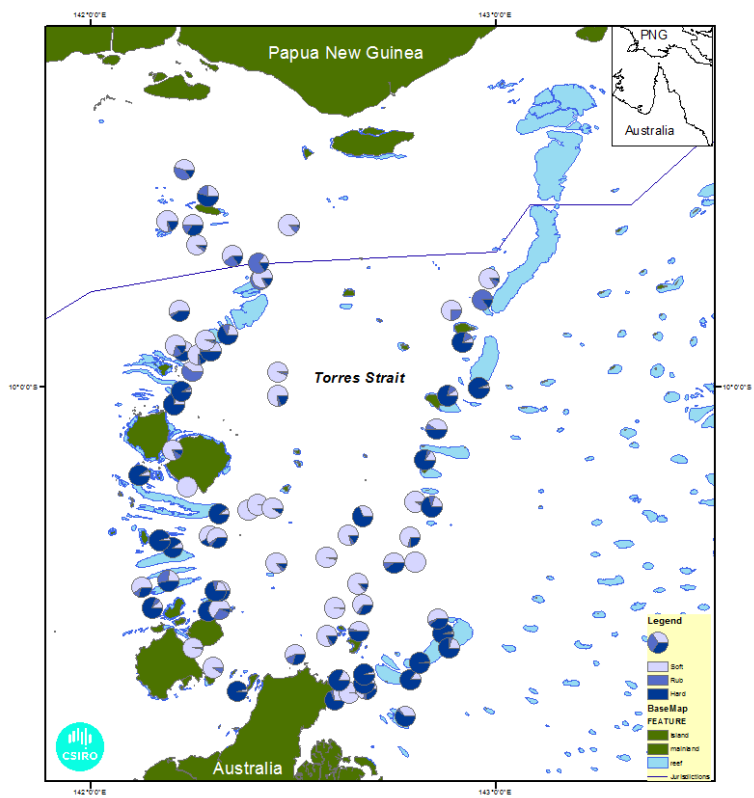 142°0'0"E 143°0'0"E
Papua New Guinea
PNG
Australia
10°0'0"S 10°0'0"S
Torres Strait
Legend
Soft
Rub
Hard
BaseMap
FEATURE
island
mainland
reef
Jurisdictions
CSIRO
Australia
142°0'0"E 143°0'0"E